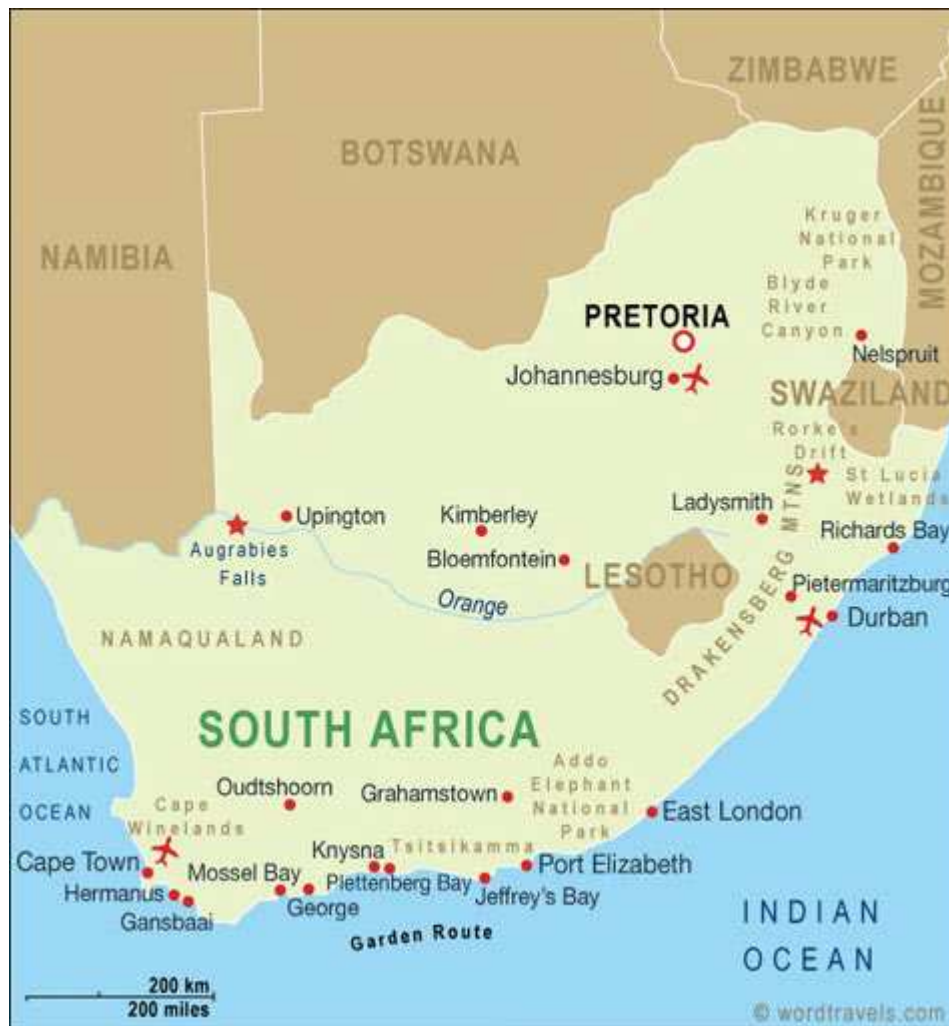 ZIMBABWE
BOTSWANA
MOZAMBIQUE
NAMIBIA
Kruger
National
Park
Blyde
River
Canyon
PRETORIA
Nelspruit
Johannesburg
SWAZILAND
Rorke's
Drift
St Lucia
Wetlands
Ladysmith
Upington
Kimberley
Richards Bay
Augrabies
Falls
Bloemfontein
LESOTHO
DRAKENSBERG MTNS
Pietermaritzburg
Orange
Durban
NAMAQUALAND
SOUTH
ATLANTIC
OCEAN
SOUTH AFRICA
Addo
Elephant
National
Park
Oudtshoorn
Grahamstown
East London
Cape
Winelands
Tsitsikamma
Knysna
Cape Town
Mossel Bay
Plettenberg Bay
Port Elizabeth
Hermanus
George
Jeffrey's Bay
Gansbaai
Garden Route
INDIAN
OCEAN
200 km
200 miles
© wordtravels.com